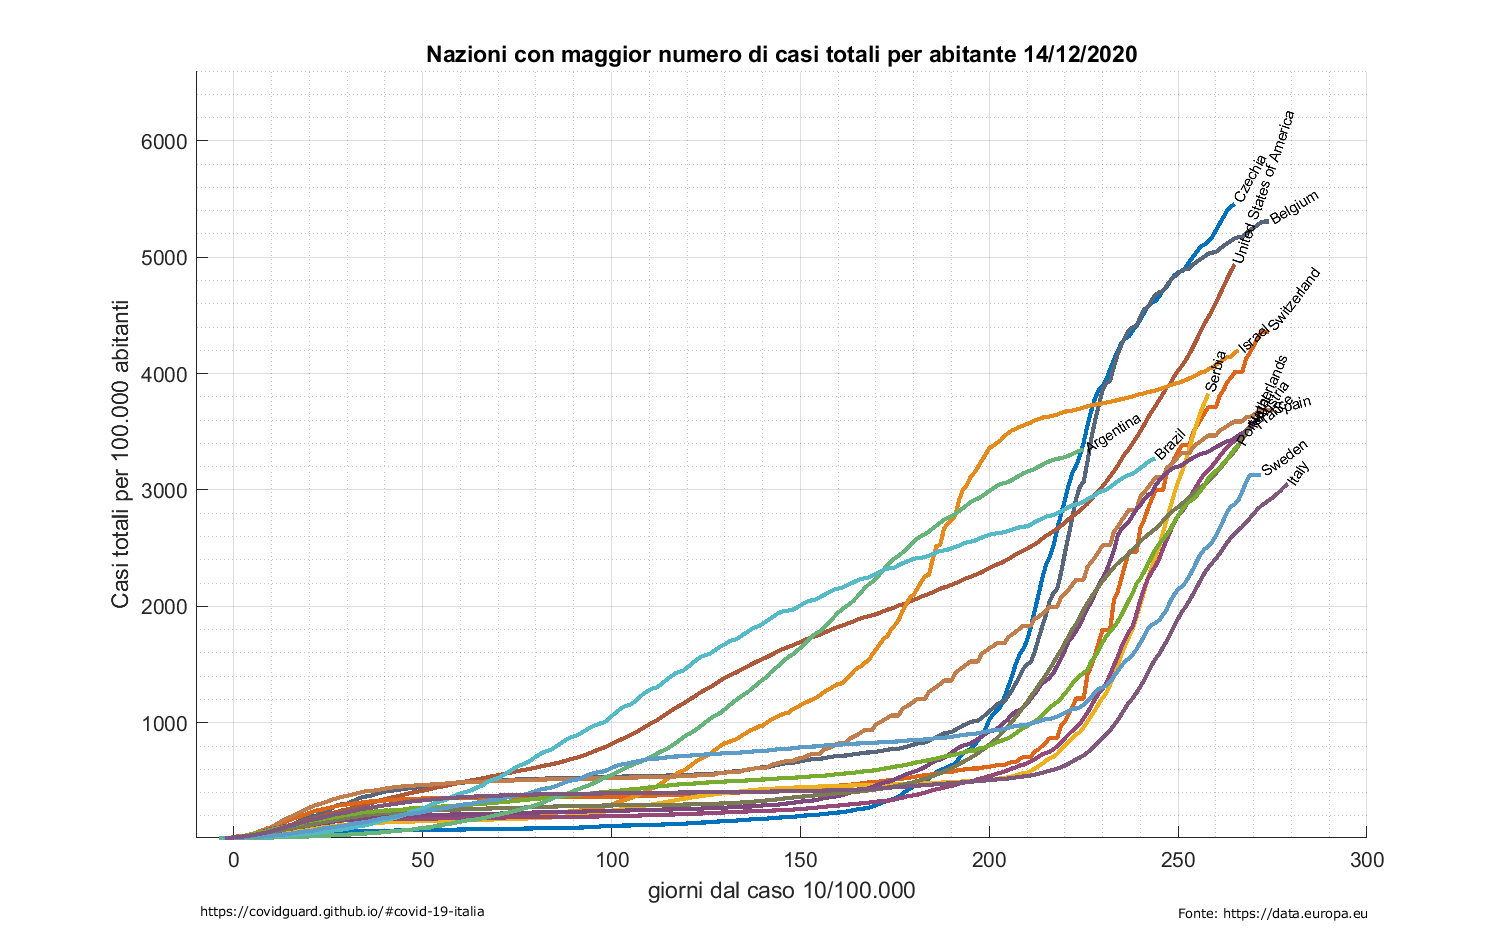 Nazioni con maggior numero di casi totali per abitante 14/12/2020
Casi totali per 100.000 abitanti
6000
5000
4000
3000
2000
1000
Czechia
United States of America
Belgium
Switzerland
Israel
Serbia
Argentina
Brazil
Spain
Sweden
Italy
0
50
100
150
200
250
300
giorni dal caso 10/100.000
https://covidguard.github.io/#covid-19-italia
Fonte: https://data.europa.eu